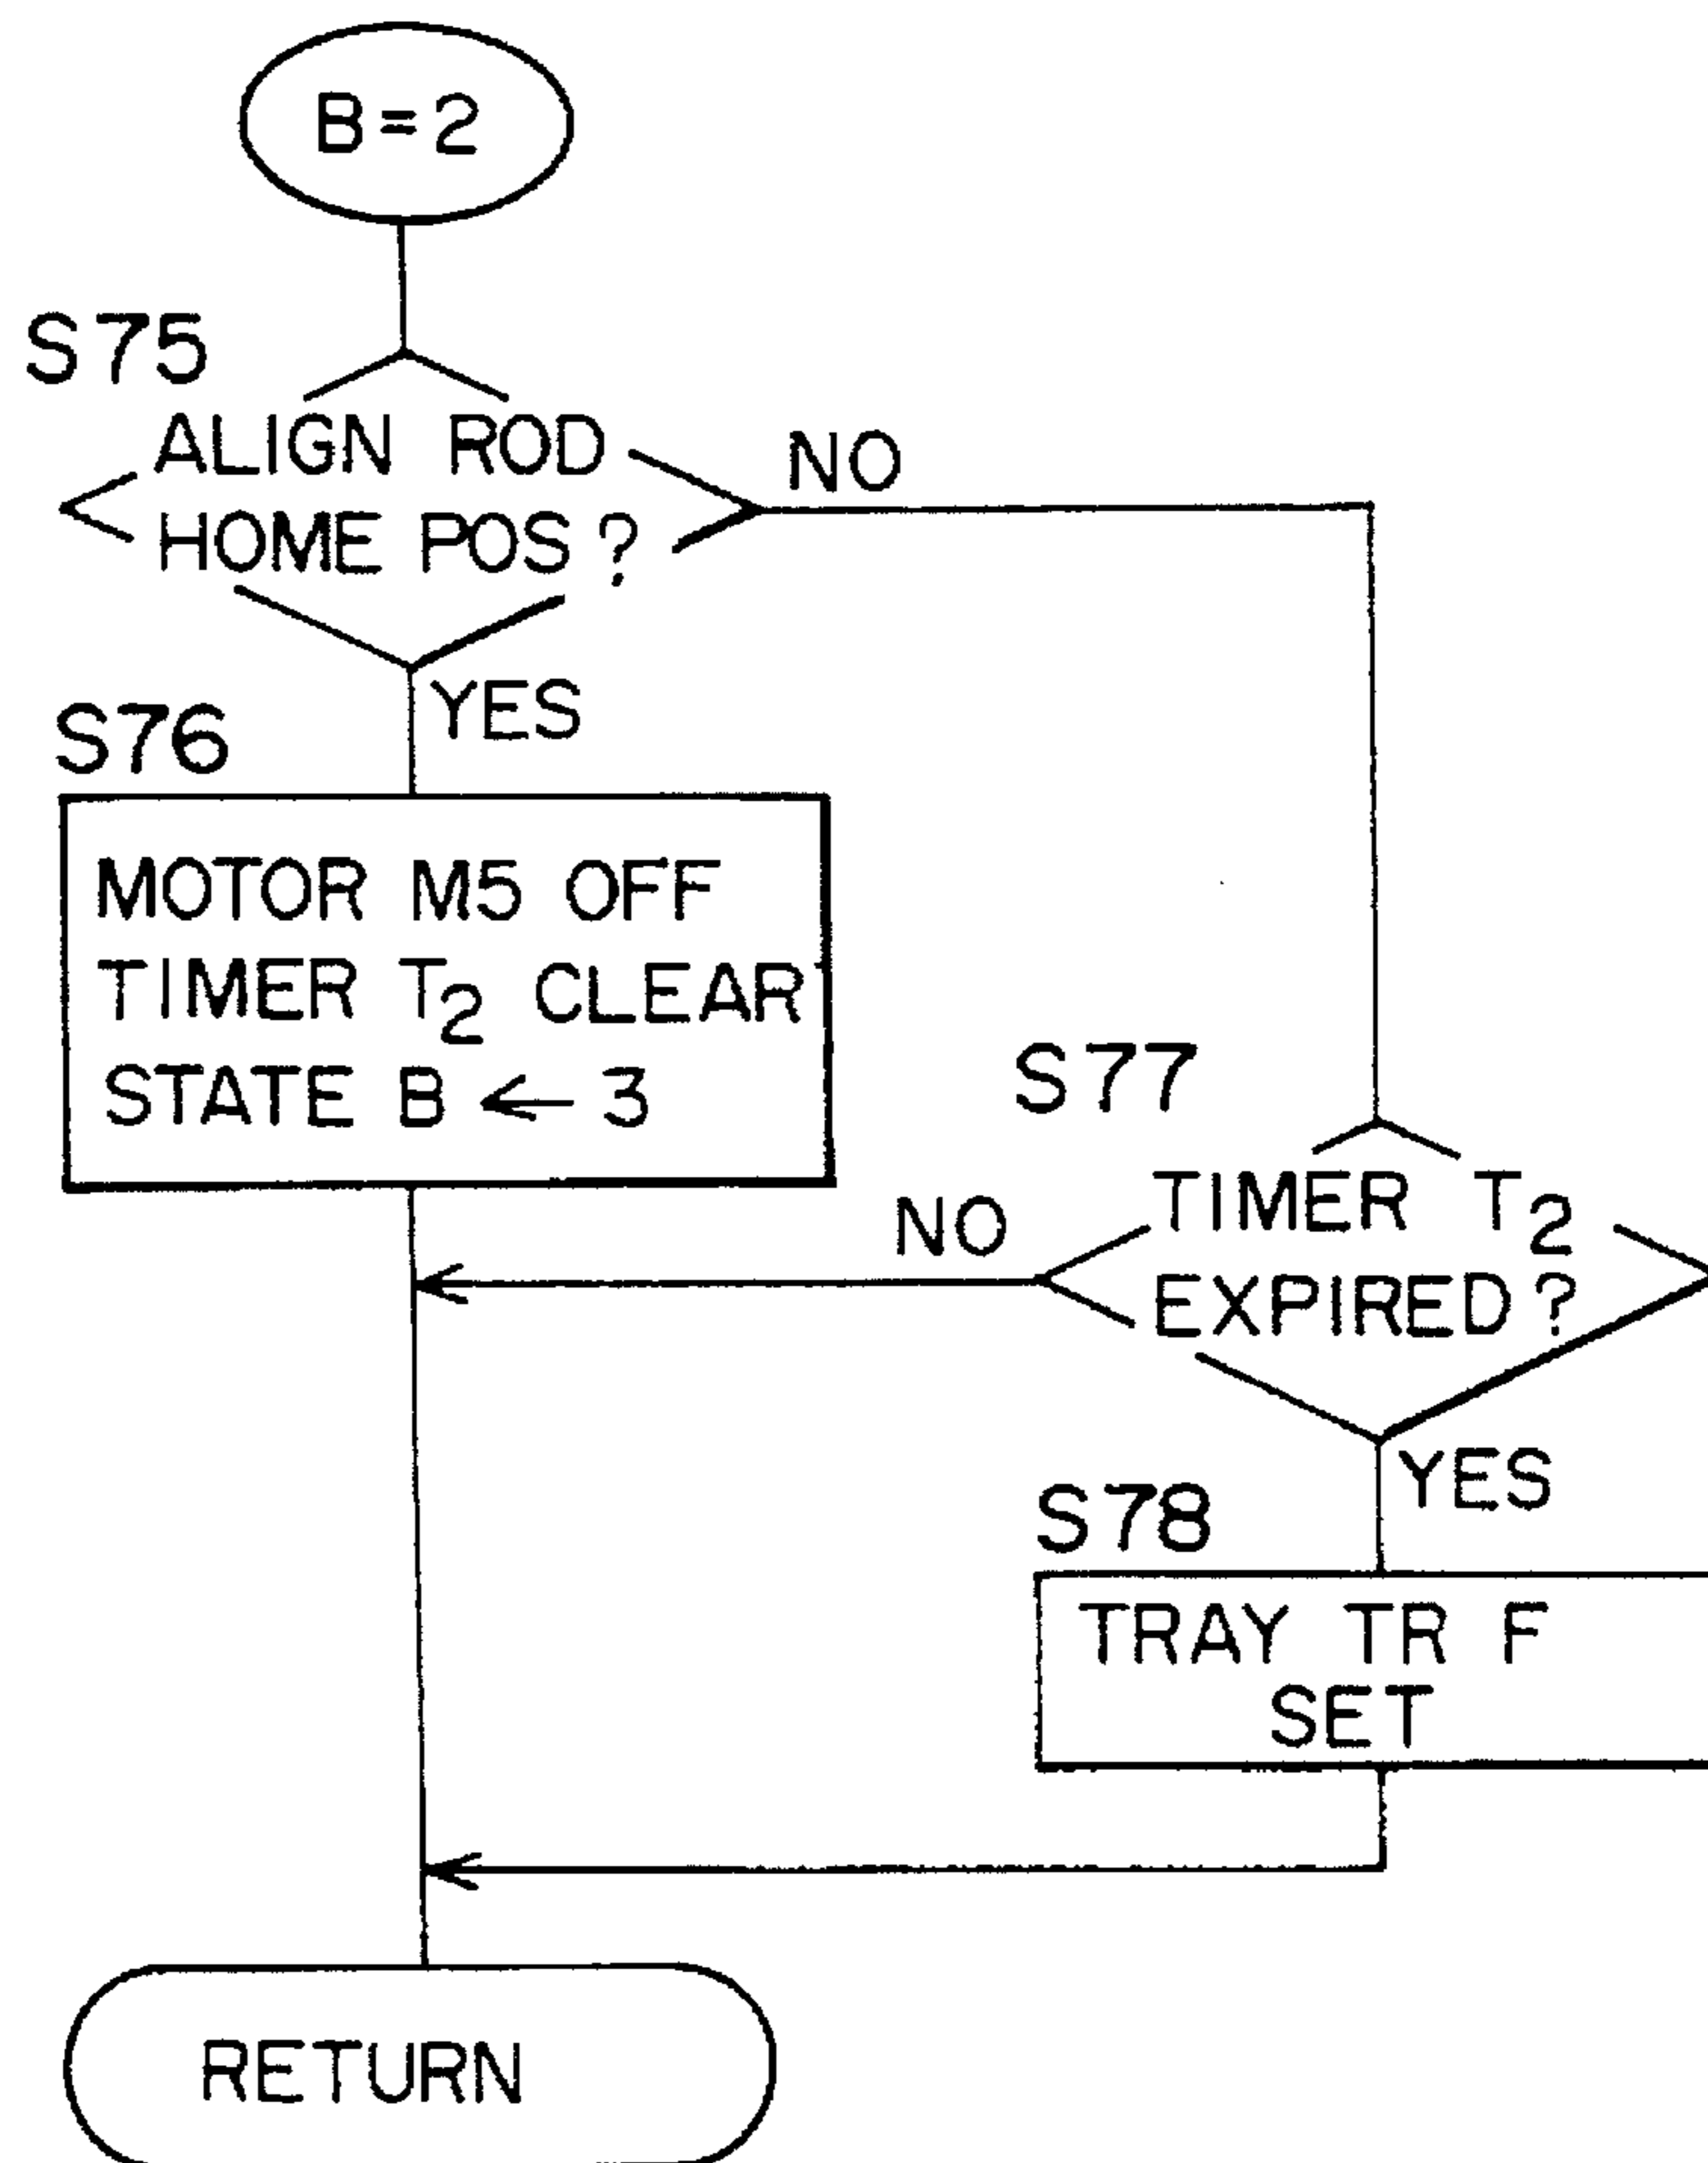 B=2
S75
ALIGN ROD
HOME POS?
NO
YES
S76
MOTOR M5 OFF
TIMER T₂ CLEAR
STATE B ← 3
S77
TIMER T₂
EXPIRED?
NO
YES
S78
TRAY TR F
SET
RETURN